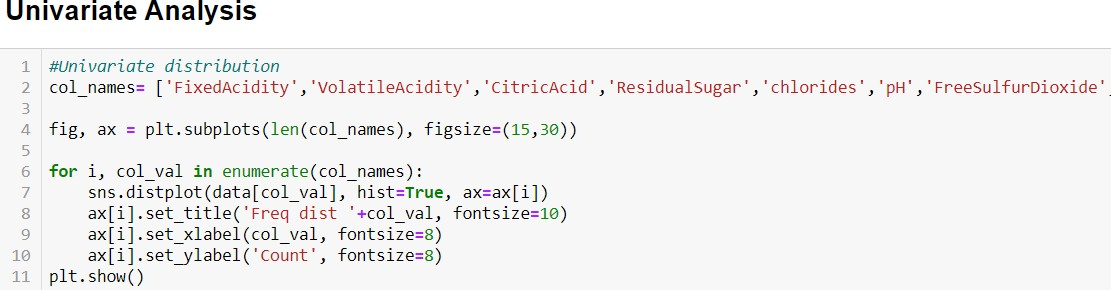 Univariate Analysis
1 #Univariate distribution
2 col_names= ['FixedAcidity','VolatileAcidity','CitricAcid','ResidualSugar','chlorides','pH','FreeSulfurDioxide',
3
4 fig, ax = plt.subplots(len(col_names), figsize=(15,30))
5
6 for i, col_val in enumerate(col_names):
7     sns.distplot(data[col_val], hist=True, ax=ax[i])
8     ax[i].set_title('Freq dist '+col_val, fontsize=10)
9     ax[i].set_xlabel(col_val, fontsize=8)
10     ax[i].set_ylabel('Count', fontsize=8)
11 plt.show()